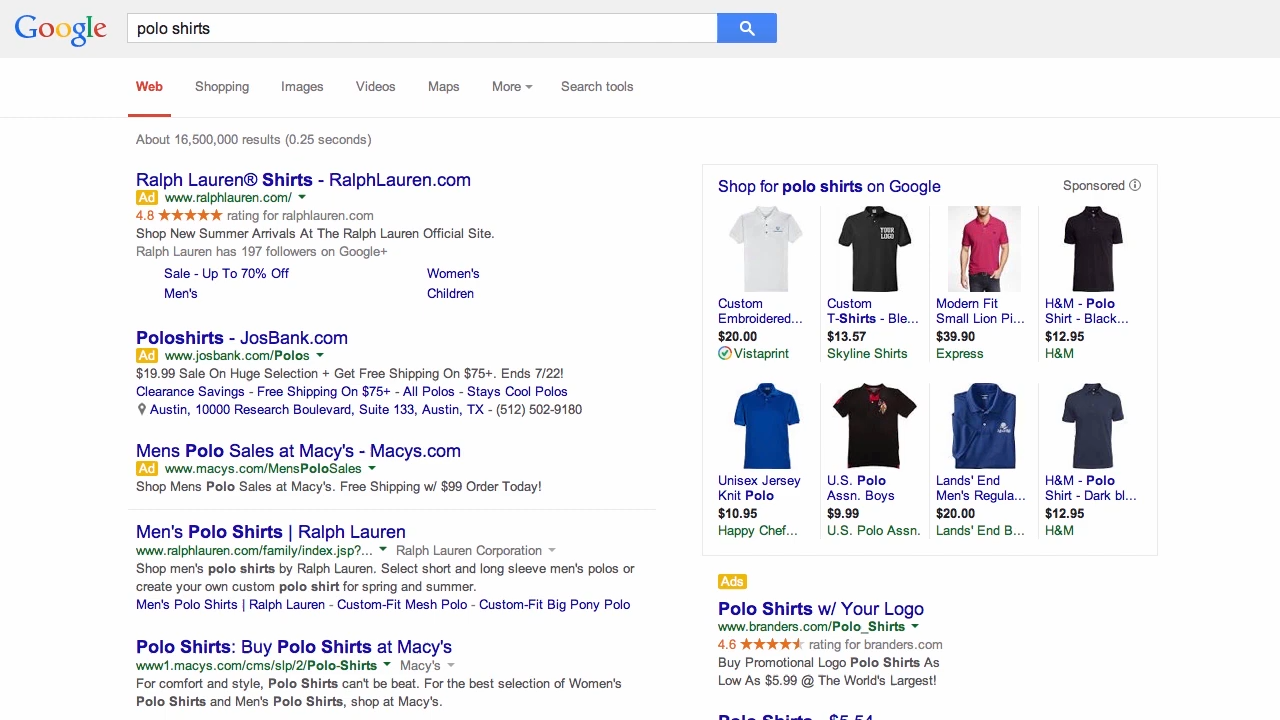 Google
polo shirts
Web Shopping Images Videos Maps More Search tools
About 16,500,000 results (0.25 seconds)
Ralph Lauren® Shirts - RalphLauren.com
Ad www.ralphlauren.com/
4.8 ★★★★★ rating for ralphlauren.com
Shop New Summer Arrivals At The Ralph Lauren Official Site.
Ralph Lauren has 197 followers on Google+
Sale - Up To 70% Off Women's
Men's Children
Poloshirts - JosBank.com
Ad www.josbank.com/Polos
$19.99 Sale On Huge Selection + Get Free Shipping On $75+. Ends 7/22!
Clearance Savings - Free Shipping On $75+ - All Polos - Stays Cool Polos
Austin, 10000 Research Boulevard, Suite 133, Austin, TX - (512) 502-9180
Mens Polo Sales at Macy's - Macys.com
Ad www.macys.com/MensPoloSales
Shop Mens Polo Sales at Macy's. Free Shipping w/ $99 Order Today!
Men's Polo Shirts | Ralph Lauren
www.ralphlauren.com/family/index.jsp?... Ralph Lauren Corporation
Shop men's polo shirts by Ralph Lauren. Select short and long sleeve men's polos or
create your own custom polo shirt for spring and summer.
Men's Polo Shirts | Ralph Lauren - Custom-Fit Mesh Polo - Custom-Fit Big Pony Polo
Polo Shirts: Buy Polo Shirts at Macy's
www1.macys.com/cms/slp/2/Polo-Shirts Macy's
For comfort and style, Polo Shirts can't be beat. For the best selection of Women's
Polo Shirts and Men's Polo Shirts, shop at Macy's.
Shop for polo shirts on Google Sponsored
YOUR
LOGO
Custom
Embroidered...
$20.00
Vistaprint
Custom
T-Shirts - Ble...
$13.57
Skyline Shirts
Modern Fit
Small Lion Pi...
$39.90
Express
H&M - Polo
Shirt - Black...
$12.95
H&M
Unisex Jersey
Knit Polo
$10.95
Happy Chef...
U.S. Polo
Assn. Boys
$9.99
U.S. Polo Assn.
Lands' End
Men's Regula...
$20.00
Lands' End B...
H&M - Polo
Shirt - Dark bl...
$12.95
H&M
Ads
Polo Shirts w/ Your Logo
www.branders.com/Polo_Shirts
4.6 ★★★★★ rating for branders.com
Buy Promotional Logo Polo Shirts As
Low As $5.99 @ The World's Largest!
Polo Shirts - $5.54